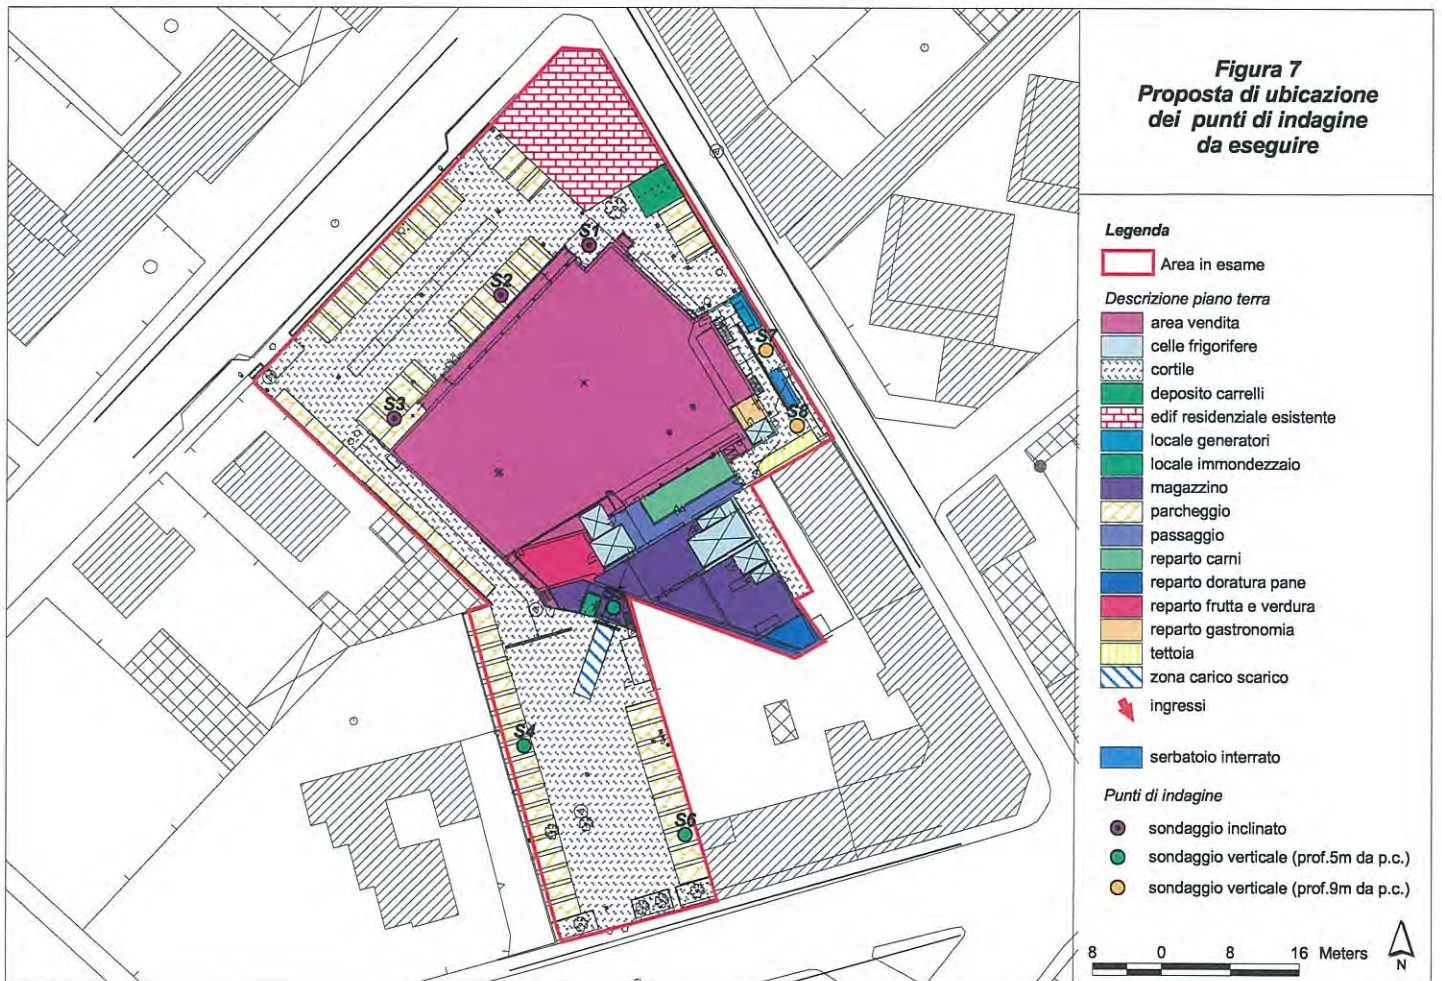 Figura 7
Proposta di ubicazione
dei punti di indagine
da eseguire
Legenda
Area in esame
Descrizione piano terra
area vendita
celle frigorifere
cortile
deposito carrelli
edif residenziale esistente
locale generatori
locale immondezzaio
magazzino
parcheggio
passaggio
reparto carni
reparto doratura pane
reparto frutta e verdura
reparto gastronomia
tettoia
zona carico scarico
ingressi
serbatoio interrato
Punti di indagine
sondaggio inclinato
sondaggio verticale (prof.5m da p.c.)
sondaggio verticale (prof.9m da p.c.)
8 0 8 16 Meters
N
S1
S2
S7
S3
S8
S4
S6